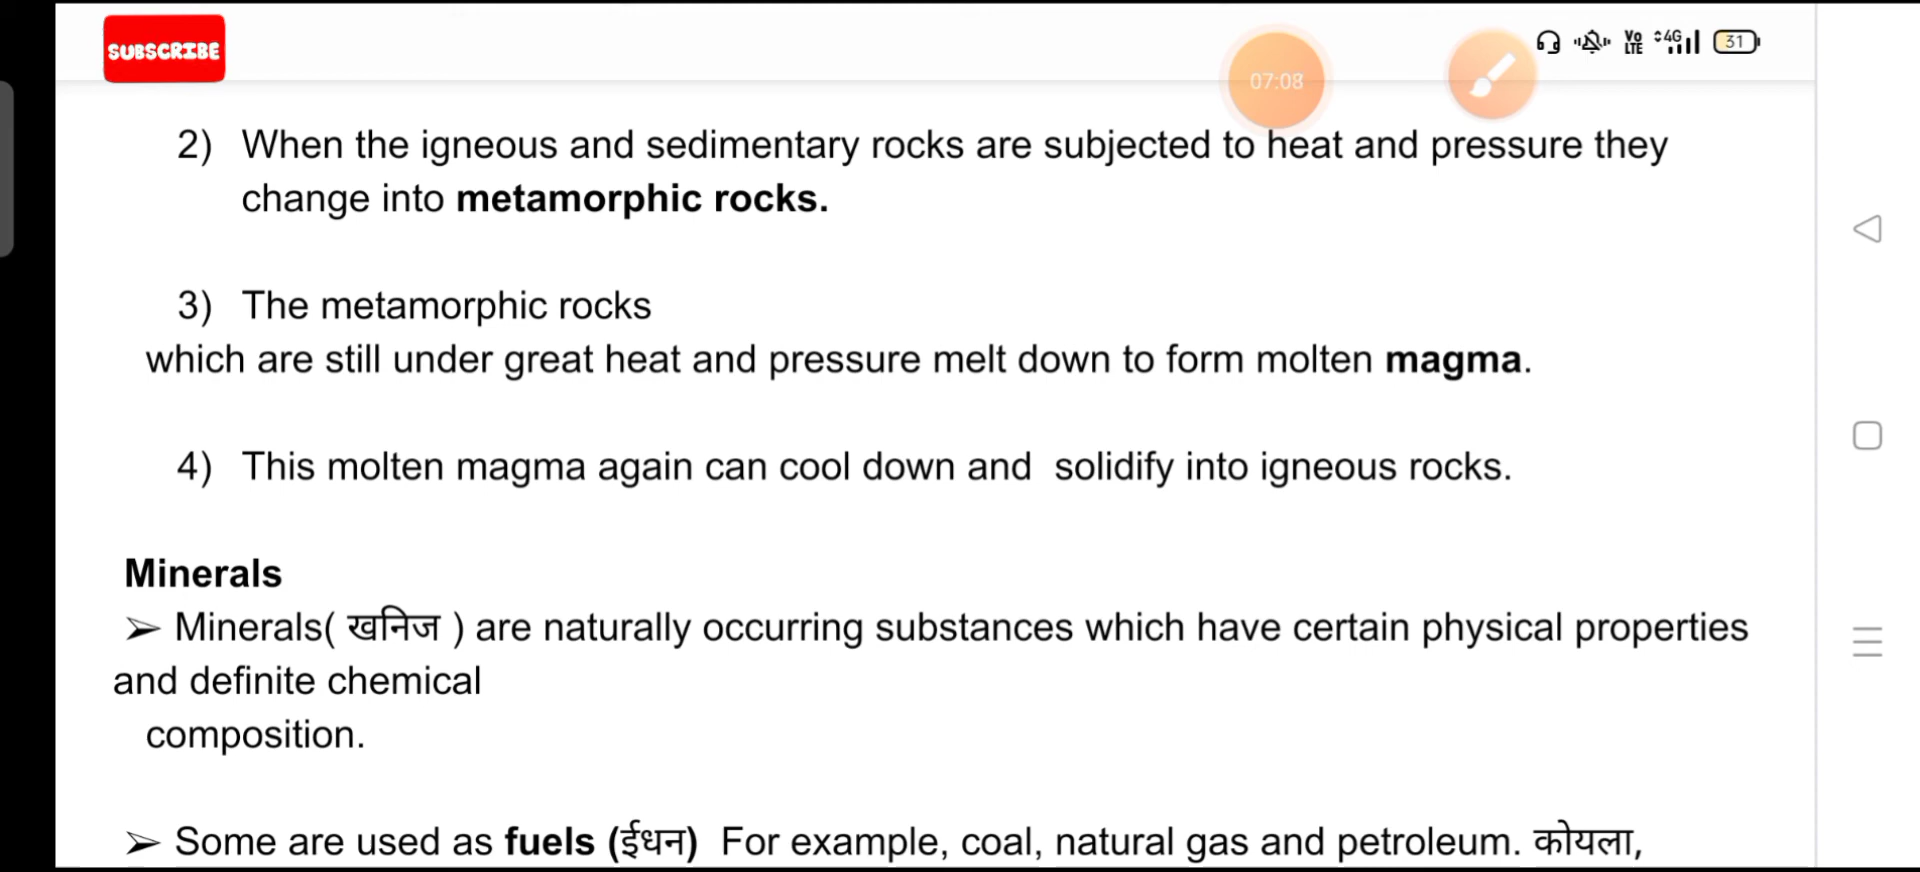 SUBSCRIBE
07:08
Vo LTE 4G 31
2) When the igneous and sedimentary rocks are subjected to heat and pressure they
change into metamorphic rocks.
3) The metamorphic rocks
which are still under great heat and pressure melt down to form molten magma.
4) This molten magma again can cool down and solidify into igneous rocks.
Minerals
➢ Minerals( खनिज ) are naturally occurring substances which have certain physical properties
and definite chemical
composition.
➢ Some are used as fuels (ईंधन) For example, coal, natural gas and petroleum. कोयला,